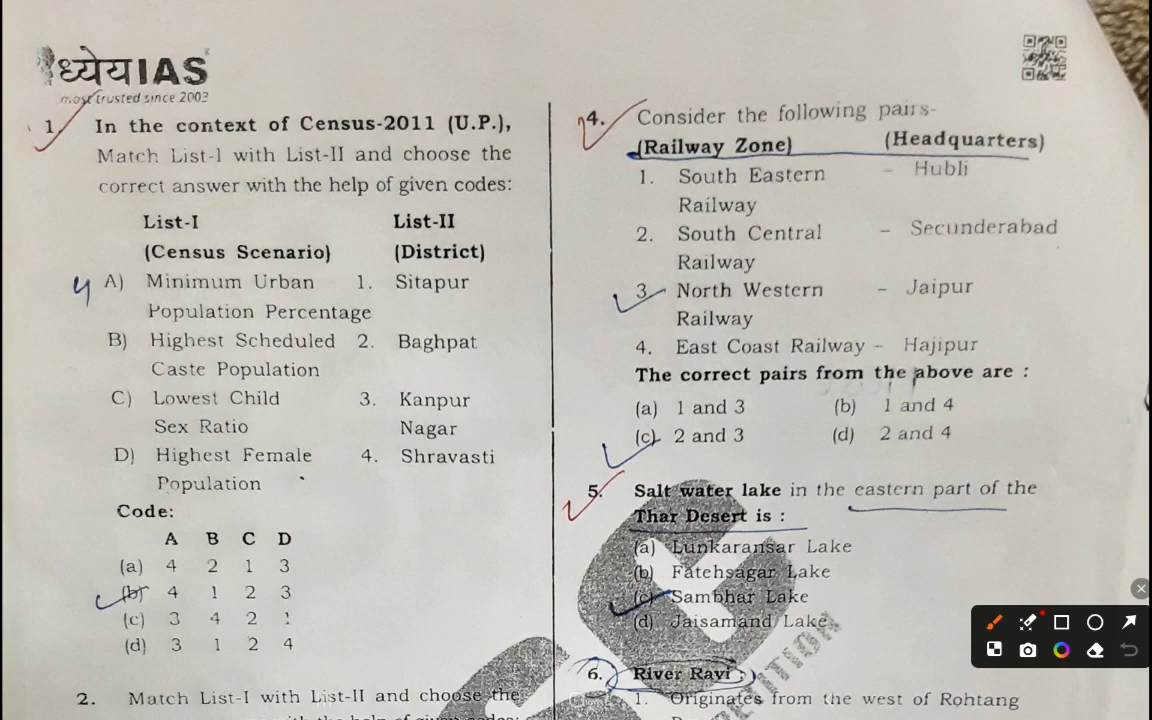 ध्येयIAS
most trusted since 2003
1. In the context of Census-2011 (U.P.),
Match List-I with List-II and choose the
correct answer with the help of given codes:
List-I List-II
(Census Scenario) (District)
4 A) Minimum Urban 1. Sitapur
Population Percentage
B) Highest Scheduled 2. Baghpat
Caste Population
C) Lowest Child 3. Kanpur
Sex Ratio Nagar
D) Highest Female 4. Shravasti
Population
Code:
A B C D
(a) 4 2 1 3
(b) 4 1 2 3
(c) 3 4 2 1
(d) 3 1 2 4
2. Match List-I with List-II and choose the
4. Consider the following pairs-
(Railway Zone) (Headquarters)
1. South Eastern - Hubli
Railway
2. South Central - Secunderabad
Railway
3. North Western - Jaipur
Railway
4. East Coast Railway - Hajipur
The correct pairs from the above are :
(a) 1 and 3 (b) 1 and 4
(c) 2 and 3 (d) 2 and 4
5. Salt water lake in the eastern part of the
Thar Desert is :
(a) Lunkaransar Lake
(b) Fatehsagar Lake
(c) Sambhar Lake
(d) Jaisamand Lake
6. River Ravi :
1. Originates from the west of Rohtang